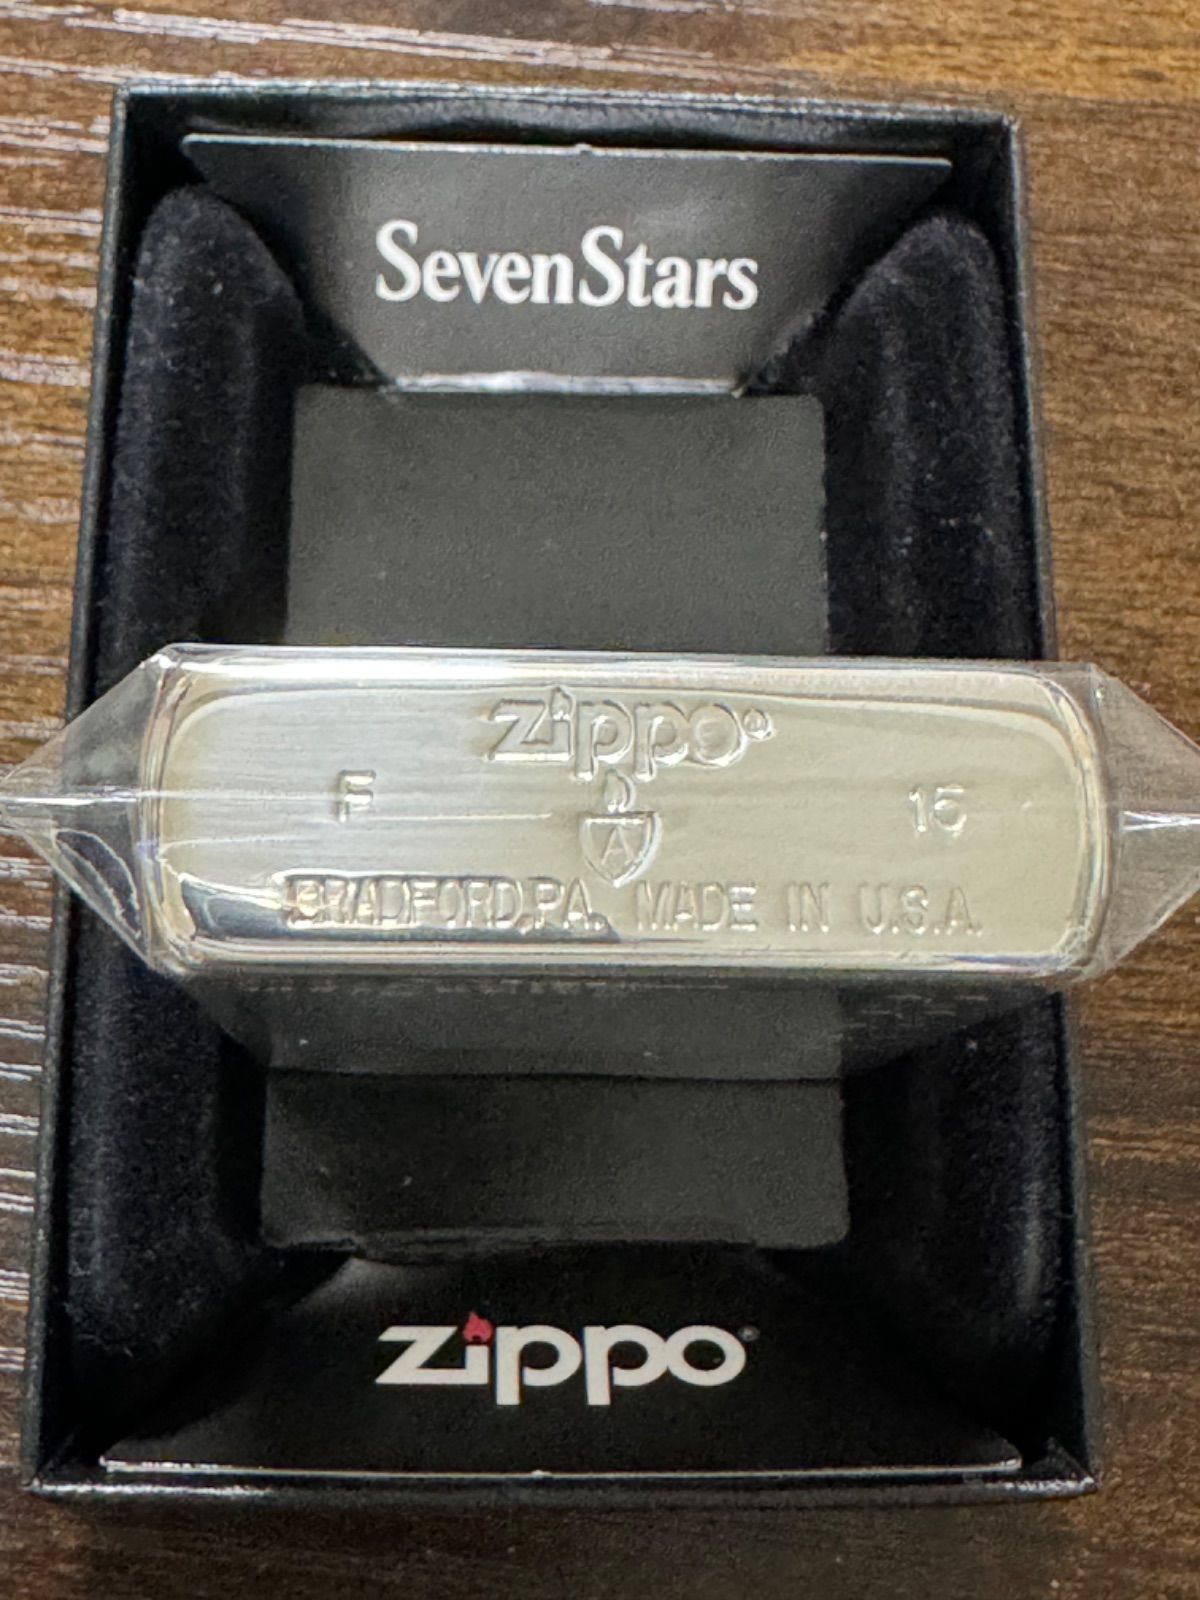 SevenStars
zippo®
F 15
A
BRADFORD,PA. MADE IN U.S.A.
zippo®